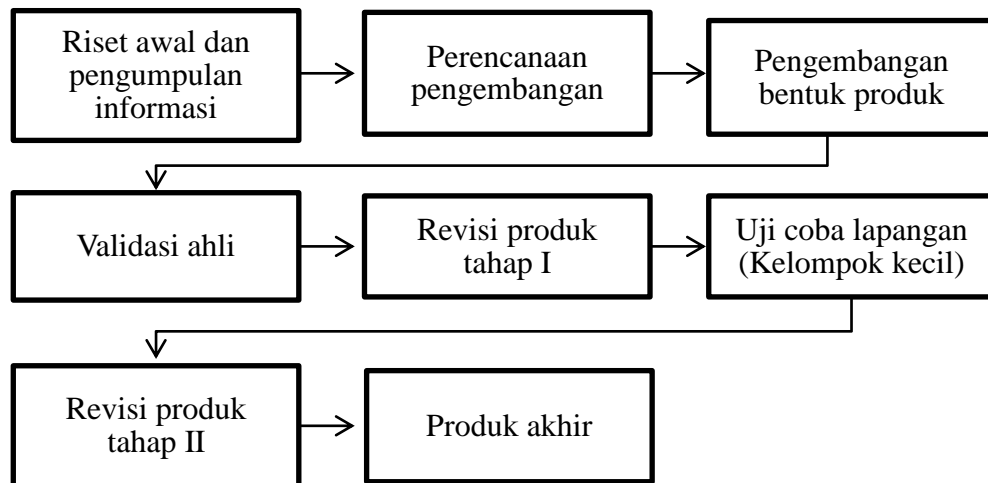 Riset awal dan
pengumpulan
informasi
Perencanaan
pengembangan
Pengembangan
bentuk produk
Validasi ahli
Revisi produk
tahap I
Uji coba lapangan
(Kelompok kecil)
Revisi produk
tahap II
Produk akhir